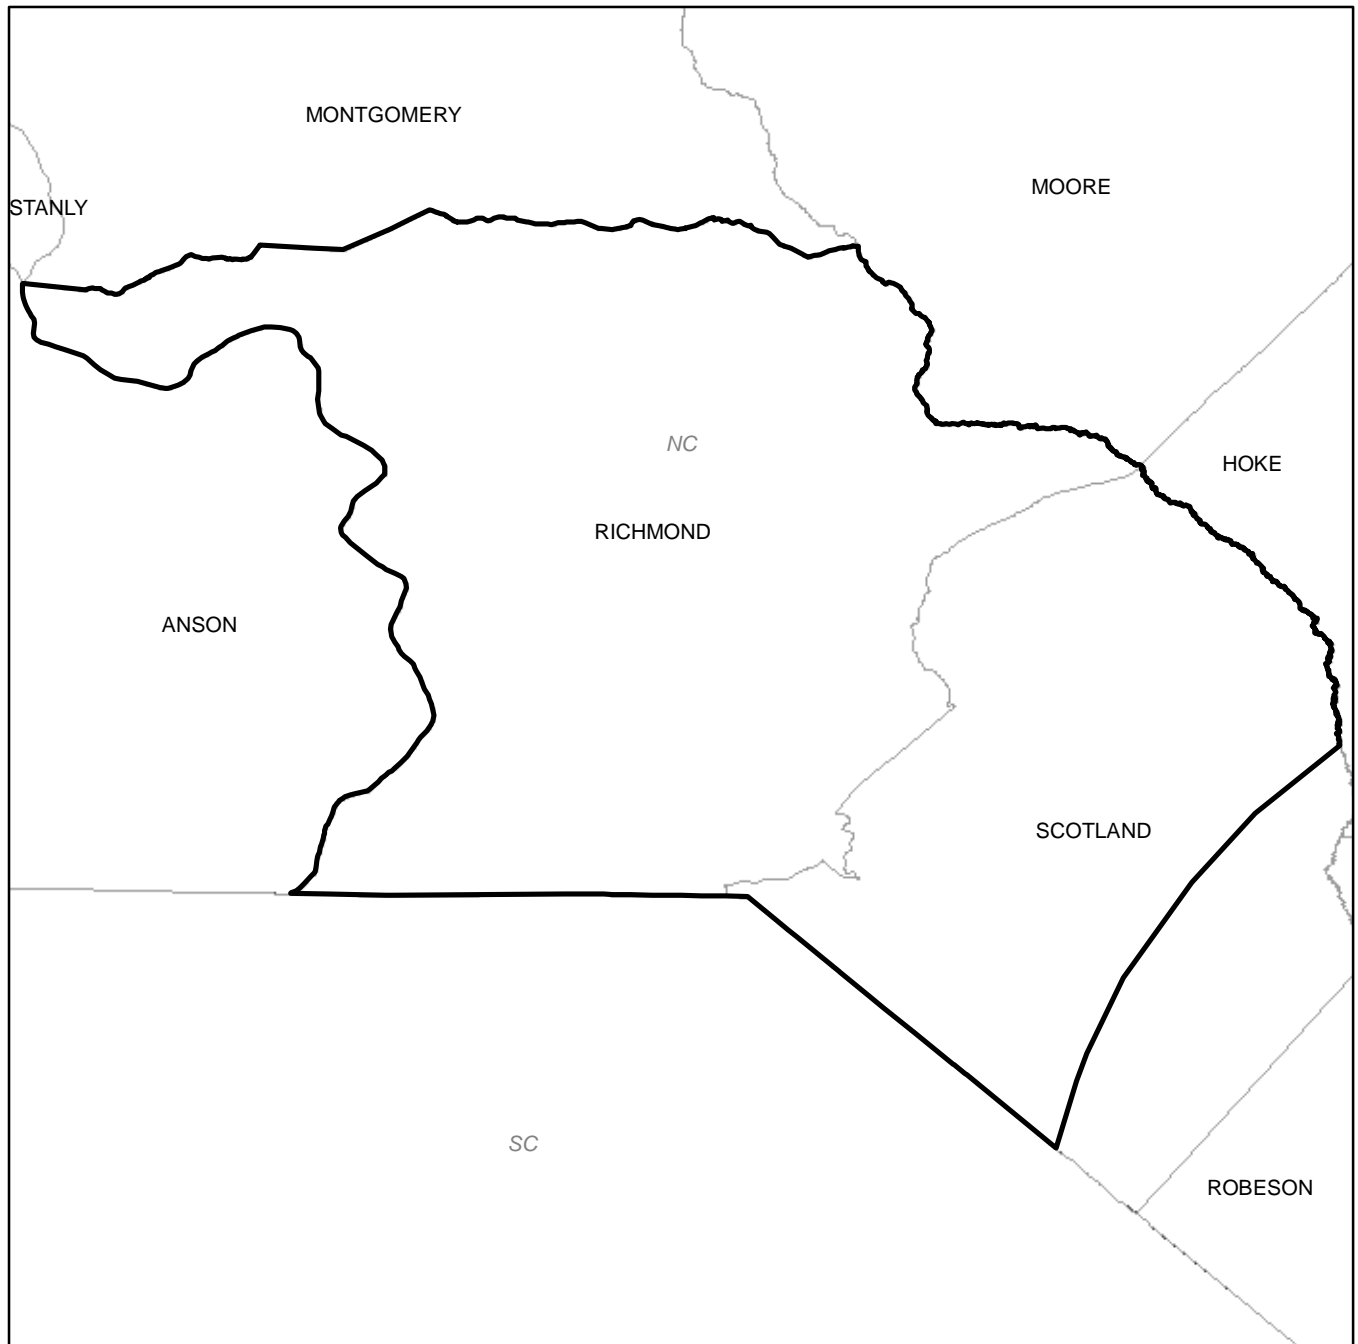 MONTGOMERY
MOORE
STANLY
NC
HOKE
RICHMOND
ANSON
SCOTLAND
SC
ROBESON